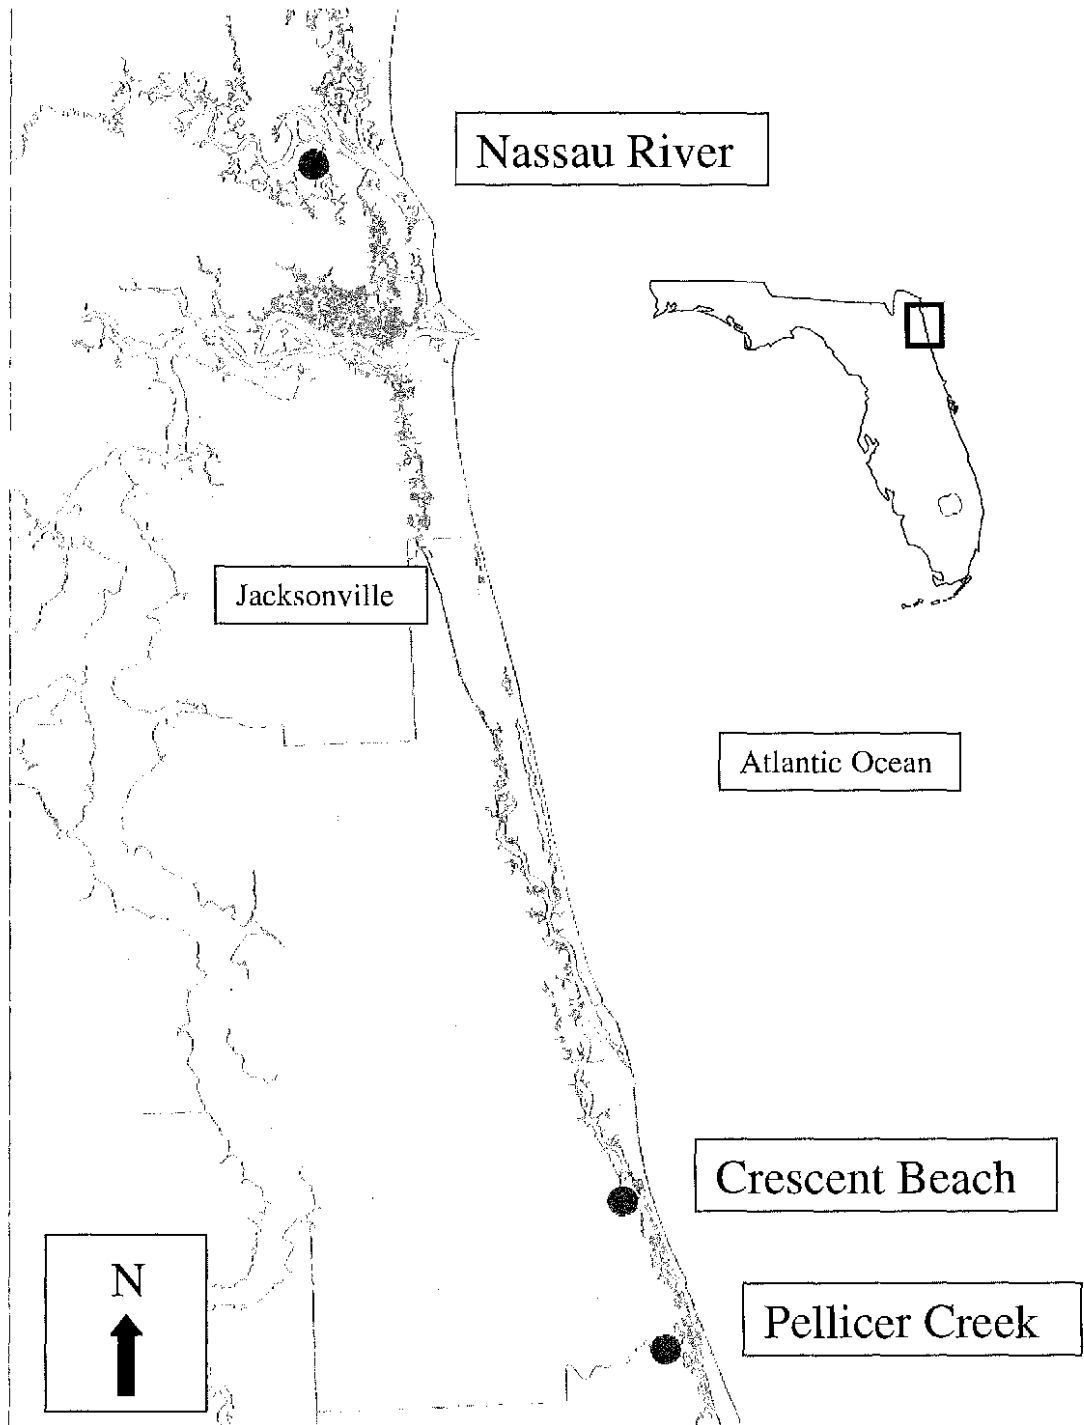 Nassau River
Jacksonville
Atlantic Ocean
Crescent Beach
N
Pellicer Creek